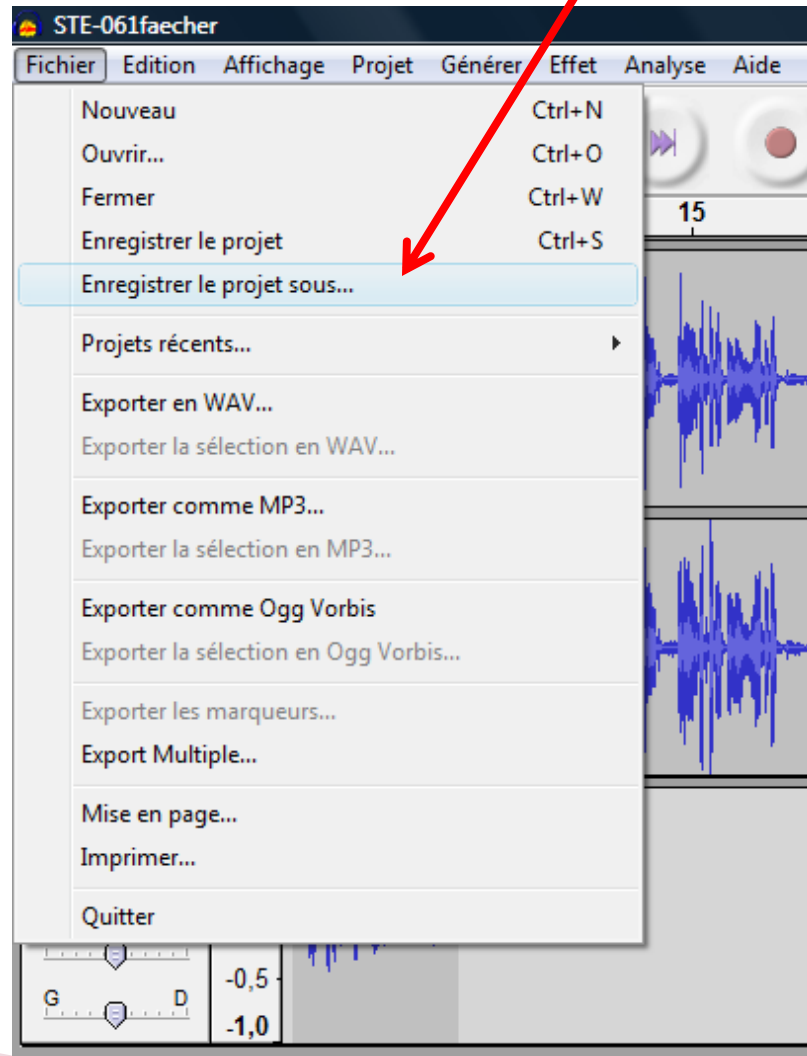 STE-061faecher
Fichier Edition Affichage Projet Générer Effet Analyse Aide
Nouveau Ctrl+N
Ouvrir... Ctrl+O
Fermer Ctrl+W
15
Enregistrer le projet Ctrl+S
Enregistrer le projet sous...
Projets récents...
Exporter en WAV...
Exporter la sélection en WAV...
Exporter comme MP3...
Exporter la sélection en MP3...
Exporter comme Ogg Vorbis
Exporter la sélection en Ogg Vorbis...
Exporter les marqueurs...
Export Multiple...
Mise en page...
Imprimer...
Quitter
-0,5
G D
-1,0